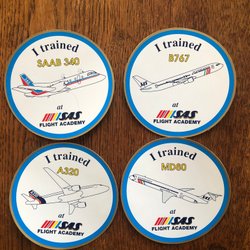 I trained
SAAB 340
at
SAS
FLIGHT ACADEMY
I trained
B767
at
SAS
FLIGHT ACADEMY
I trained
A320
at
SAS
FLIGHT ACADEMY
I trained
MD80
at
SAS
FLIGHT ACADEMY